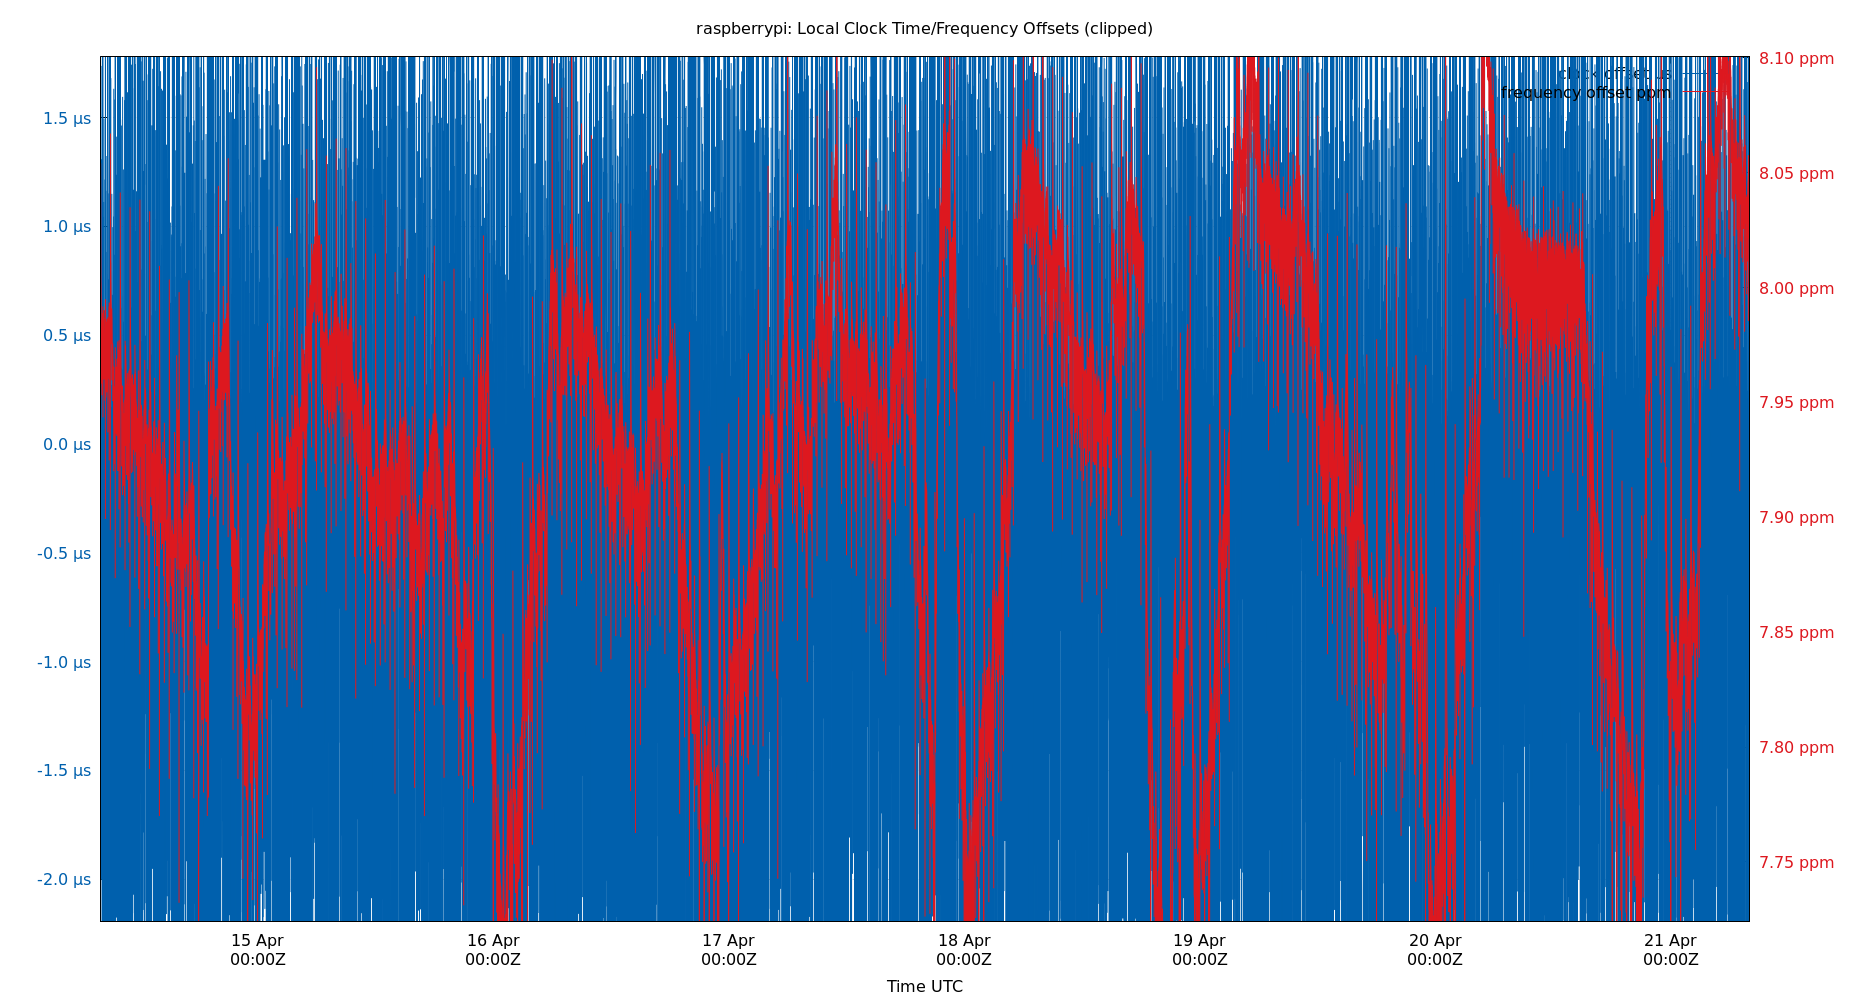 raspberrypi: Local Clock Time/Frequency Offsets (clipped)
clock offset µs
frequency offset ppm
1.5 µs
1.0 µs
0.5 µs
0.0 µs
-0.5 µs
-1.0 µs
-1.5 µs
-2.0 µs
8.10 ppm
8.05 ppm
8.00 ppm
7.95 ppm
7.90 ppm
7.85 ppm
7.80 ppm
7.75 ppm
15 Apr
00:00Z
16 Apr
00:00Z
17 Apr
00:00Z
18 Apr
00:00Z
19 Apr
00:00Z
20 Apr
00:00Z
21 Apr
00:00Z
Time UTC